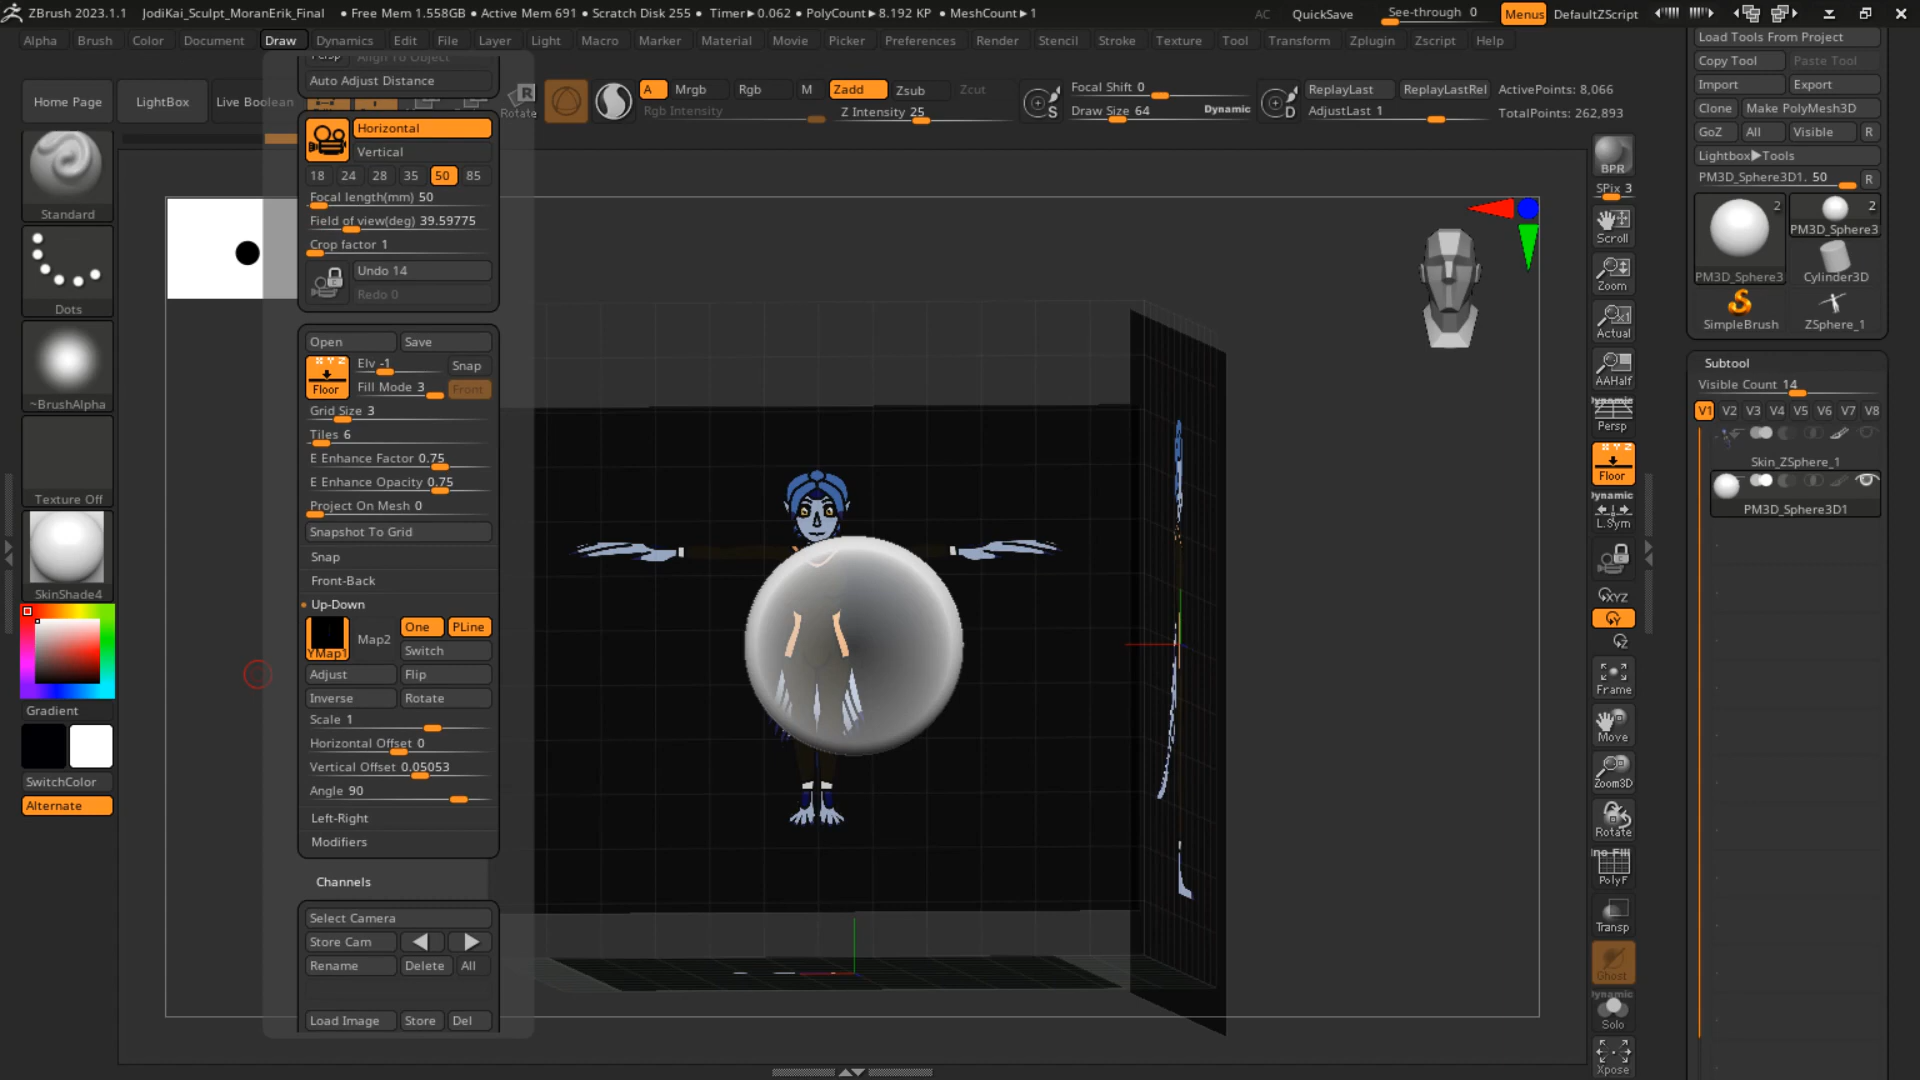 ZBrush 2023.1.1 JodiKai_Sculpt_MoranErik_Final • Free Mem 1.558GB • Active Mem 691 • Scratch Disk 255 • Timer▶0.062 • PolyCount▶8.192 KP • MeshCount▶1 AC QuickSave See-through 0 Menus DefaultZScript
Alpha Brush Color Document Draw Dynamics Edit File Layer Light Macro Marker Material Movie Picker Preferences Render Stencil Stroke Texture Tool Transform Zplugin Zscript Help
Home Page LightBox Live Boolean
Rotate
A Mrgb Rgb M Zadd Zsub Zcut
Rgb Intensity Z Intensity 25
Focal Shift 0
Draw Size 64 Dynamic
ReplayLast ReplayLastRel ActivePoints: 8,066
AdjustLast 1 TotalPoints: 262,893
Standard
Dots
~BrushAlpha
Texture Off
SkinShade4
Gradient
SwitchColor
Alternate
Persp Align To Object
Auto Adjust Distance
Horizontal
Vertical
18 24 28 35 50 85
Focal length(mm) 50
Field of view(deg) 39.59775
Crop factor 1
Undo 14
Redo 0
Open Save
X Y Z
Floor
Elv -1 Snap
Fill Mode 3 Front
Grid Size 3
Tiles 6
E Enhance Factor 0.75
E Enhance Opacity 0.75
Project On Mesh 0
Snapshot To Grid
Snap
Front-Back
Up-Down
YMap1 Map2 One PLine
Switch
Adjust Flip
Inverse Rotate
Scale 1
Horizontal Offset 0
Vertical Offset 0.05053
Angle 90
Left-Right
Modifiers
Channels
Select Camera
Store Cam
Rename Delete All
Load Image Store Del
BPR
SPix 3
Scroll
Zoom
Actual
AAHalf
Dynamic
Persp
X Y Z
Floor
Dynamic
L.Sym
XYZ
Y
Z
Frame
Move
Zoom3D
Rotate
Line Fill
PolyF
Transp
Ghost
Dynamic
Solo
Xpose
Load Tools From Project
Copy Tool Paste Tool
Import Export
Clone Make PolyMesh3D
GoZ All Visible R
Lightbox▶Tools
PM3D_Sphere3D1. 50 R
2 2
PM3D_Sphere3
PM3D_Sphere3 Cylinder3D
SimpleBrush ZSphere_1
Subtool
Visible Count 14
V1 V2 V3 V4 V5 V6 V7 V8
Skin_ZSphere_1
PM3D_Sphere3D1